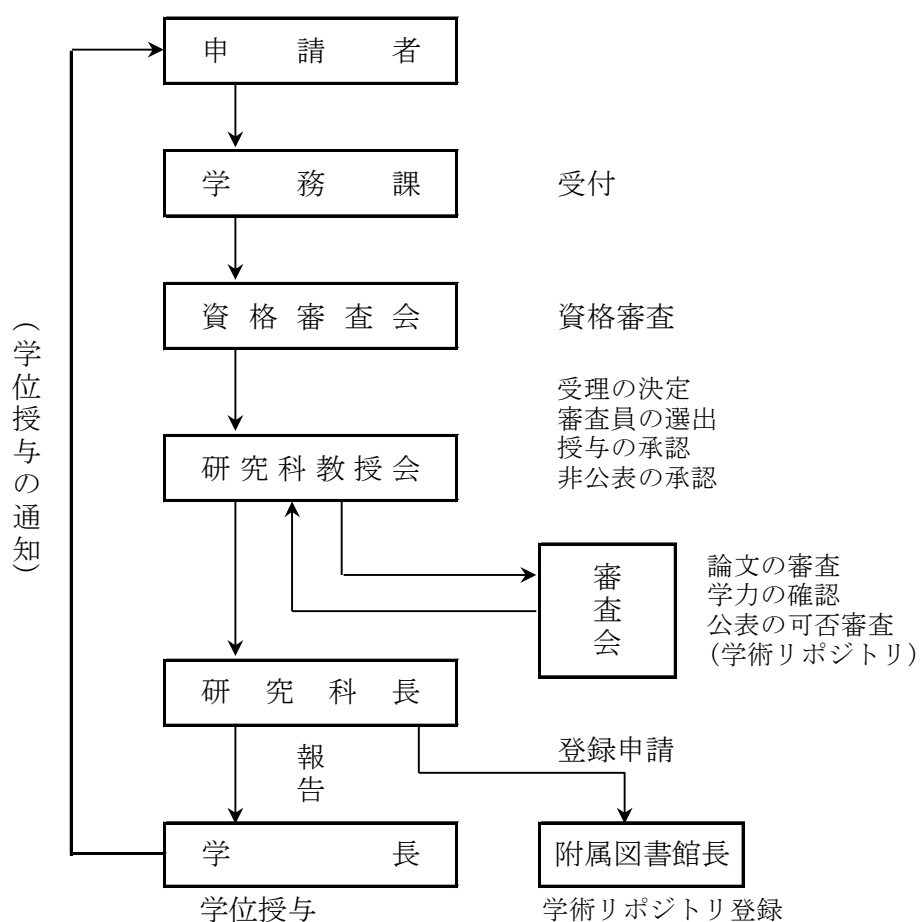 申請者
学務課
受付
資格審査会
資格審査
受理の決定
審査員の選出
授与の承認
非公表の承認
研究科教授会
(学位授与の通知)
審査会
論文の審査
学力の確認
公表の可否審査
(学術リポジトリ)
研究科長
報告
登録申請
学長
附属図書館長
学位授与
学術リポジトリ登録